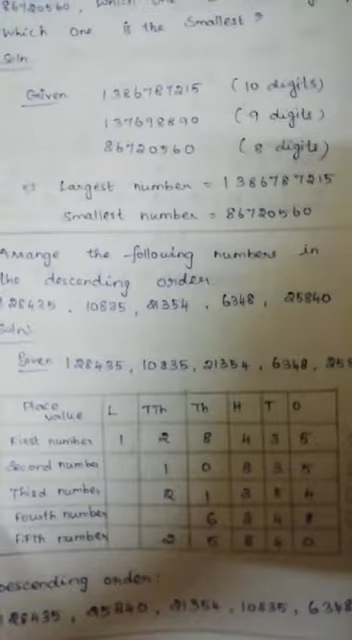 86720560, which one
Which One is the Smallest?
Soln
Given 1386787215 (10 digits)
137698890 (9 digits)
86720560 (8 digits)
Largest number = 1386787215
Smallest number = 86720560
Arrange the following numbers in
the descending order.
128435, 10835, 21354, 6348, 25840
Soln:
Given 128435, 10835, 21354, 6348, 258
Place value L TTh Th H T O
First number 1 2 8 4 3 5
Second number 1 0 8 3 5
Third number 2 1 3 5 4
Fourth number 6 3 4 8
Fifth number 2 5 8 4 0
Descending order:
128435, 25840, 21354, 10835, 6348